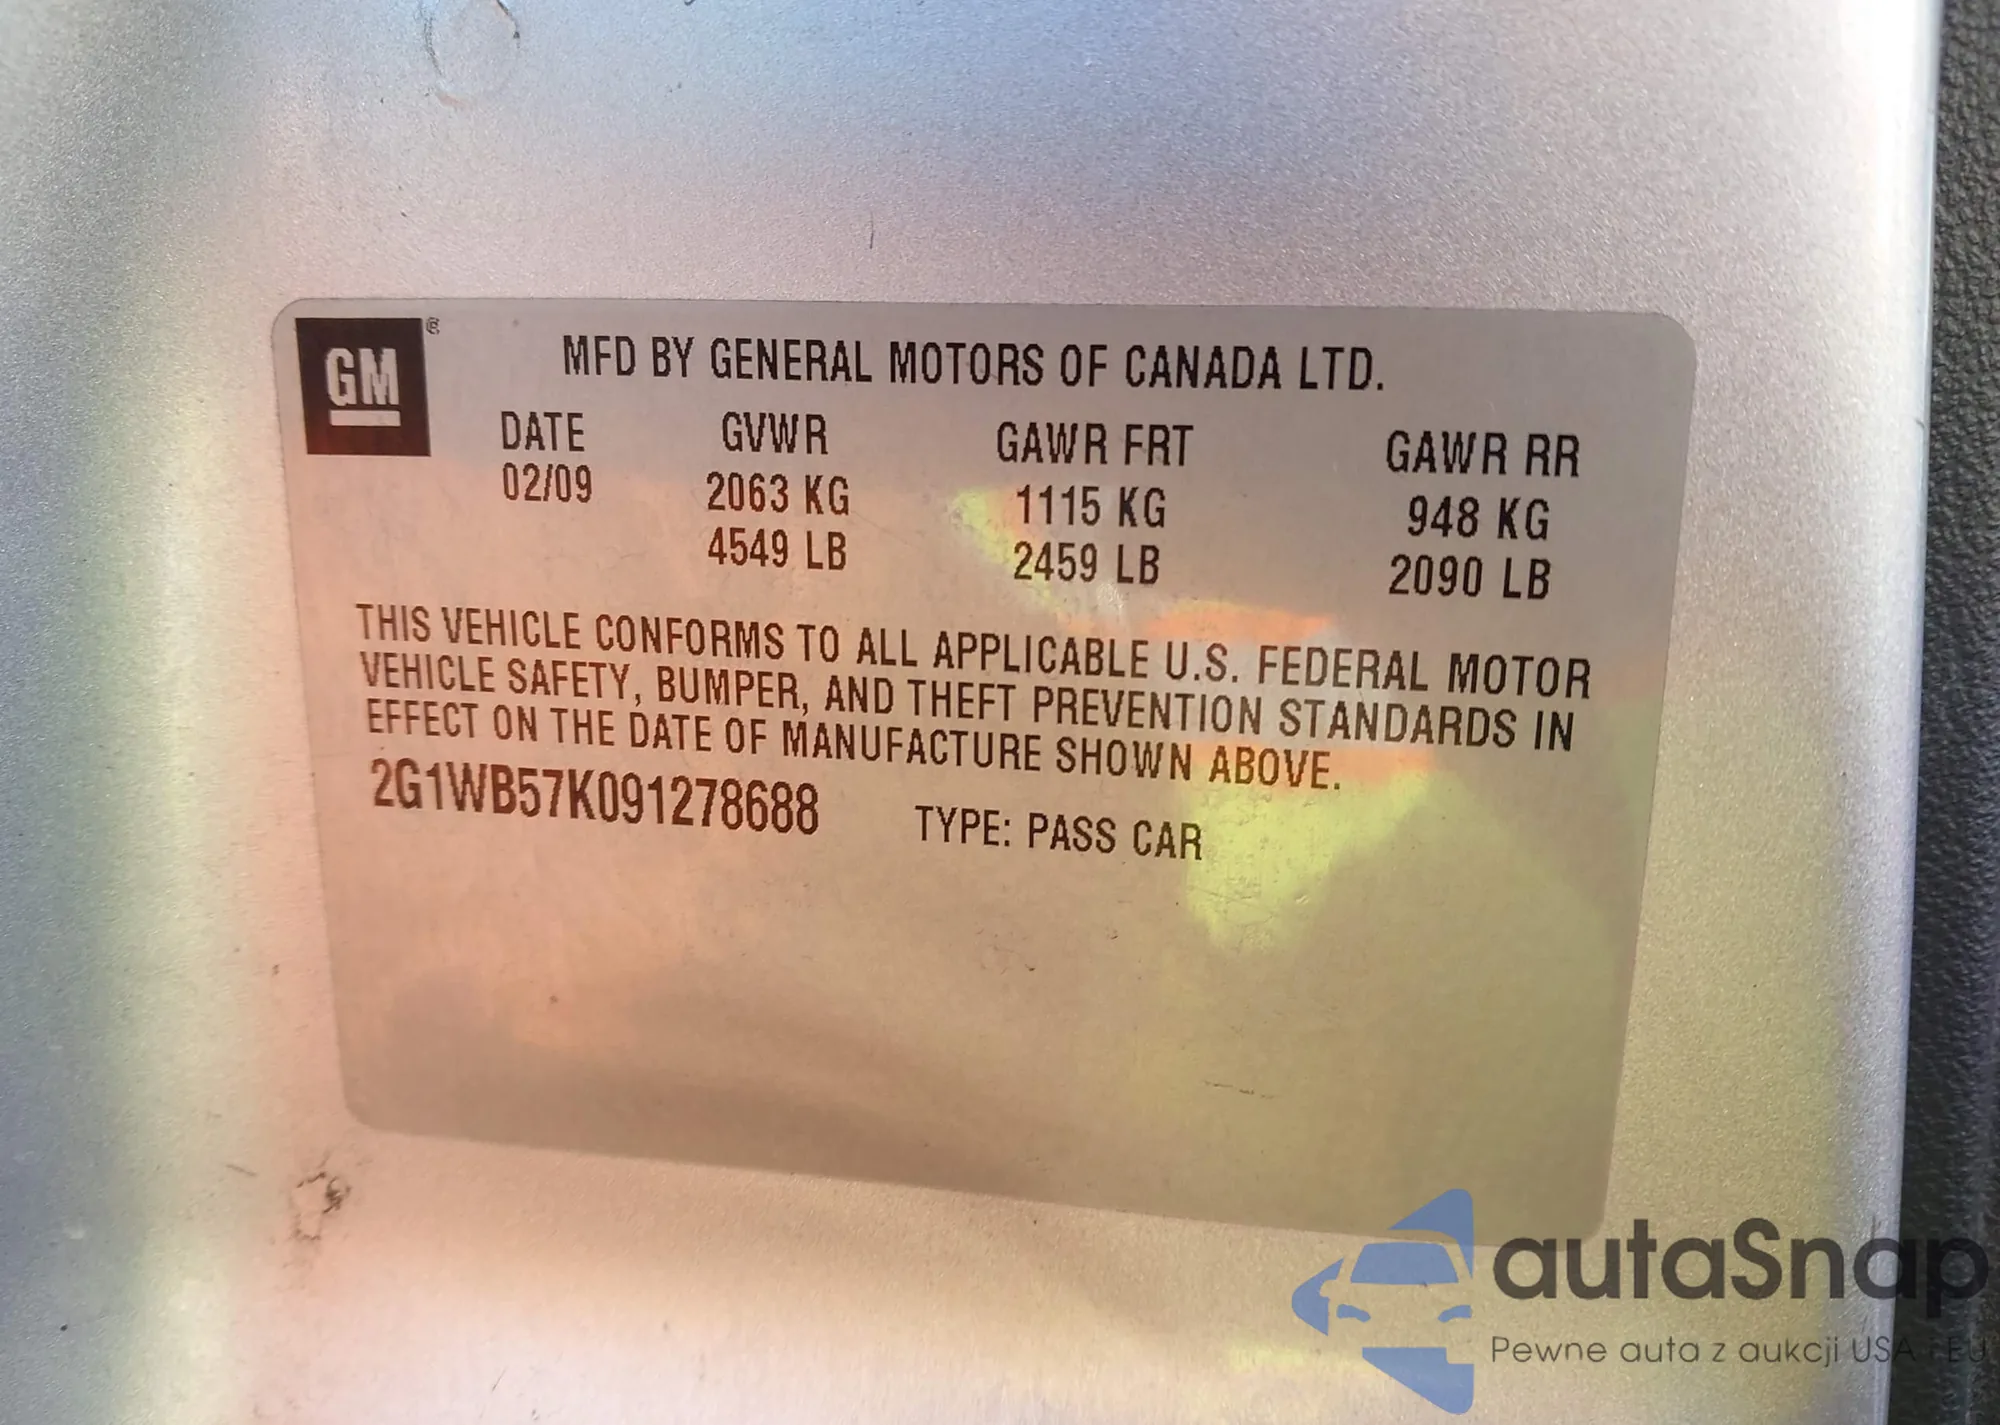 GM®
MFD BY GENERAL MOTORS OF CANADA LTD.
DATE GVWR GAWR FRT GAWR RR
02/09 2063 KG 1115 KG 948 KG
4549 LB 2459 LB 2090 LB
THIS VEHICLE CONFORMS TO ALL APPLICABLE U.S. FEDERAL MOTOR
VEHICLE SAFETY, BUMPER, AND THEFT PREVENTION STANDARDS IN
EFFECT ON THE DATE OF MANUFACTURE SHOWN ABOVE.
2G1WB57K091278688 TYPE: PASS CAR
autaSnap
Pewne auta z aukcji USA i EU